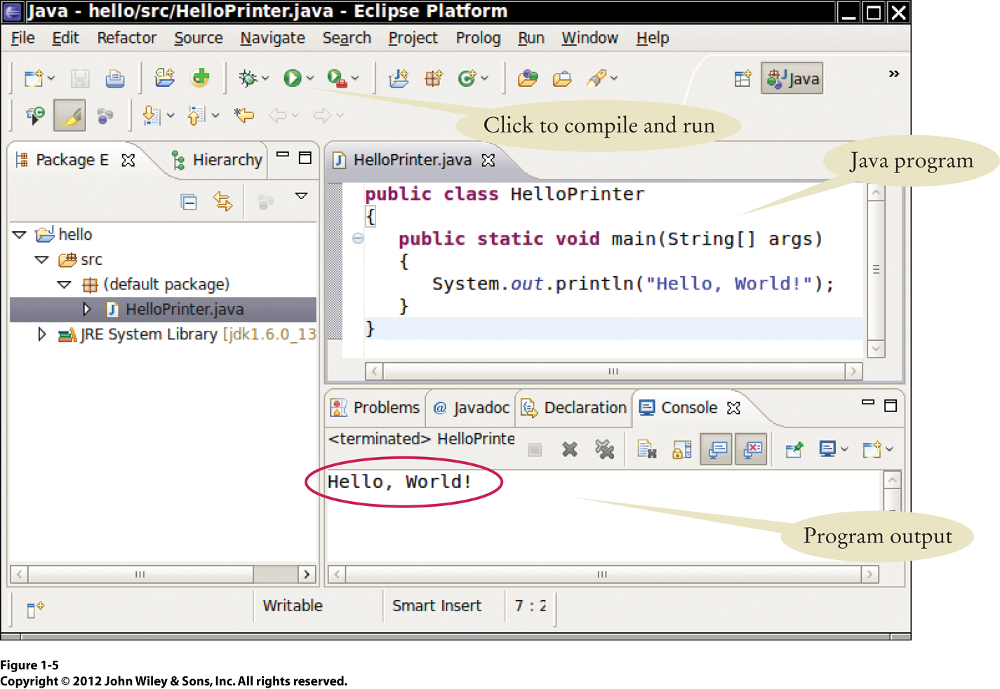 Java - hello/src/HelloPrinter.java - Eclipse Platform
File Edit Refactor Source Navigate Search Project Prolog Run Window Help
Java »
Click to compile and run
Package E Hierarchy
HelloPrinter.java
Java program
public class HelloPrinter
{
public static void main(String[] args)
{
System.out.println("Hello, World!");
}
}
hello
src
(default package)
HelloPrinter.java
JRE System Library [jdk1.6.0_13
Problems @ Javadoc Declaration Console
<terminated> HelloPrinte
Hello, World!
Program output
Writable Smart Insert 7 : 2
Figure 1-5
Copyright © 2012 John Wiley & Sons, Inc. All rights reserved.